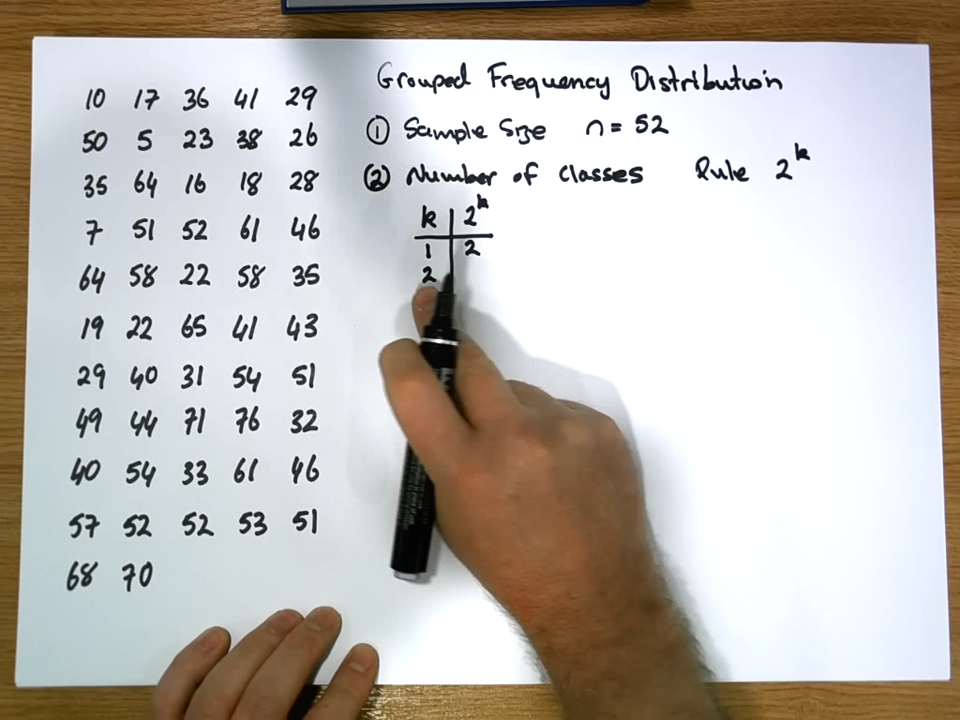 Grouped Frequency Distribution
① Sample Size n = 52
② Number of classes Rule 2^k
k | 2^k
1 | 2
2
10 17 36 41 29
50 5 23 38 26
35 64 16 18 28
7 51 52 61 46
64 58 22 58 35
19 22 65 41 43
29 40 31 54 51
49 44 71 76 32
40 54 33 61 46
57 52 52 53 51
68 70